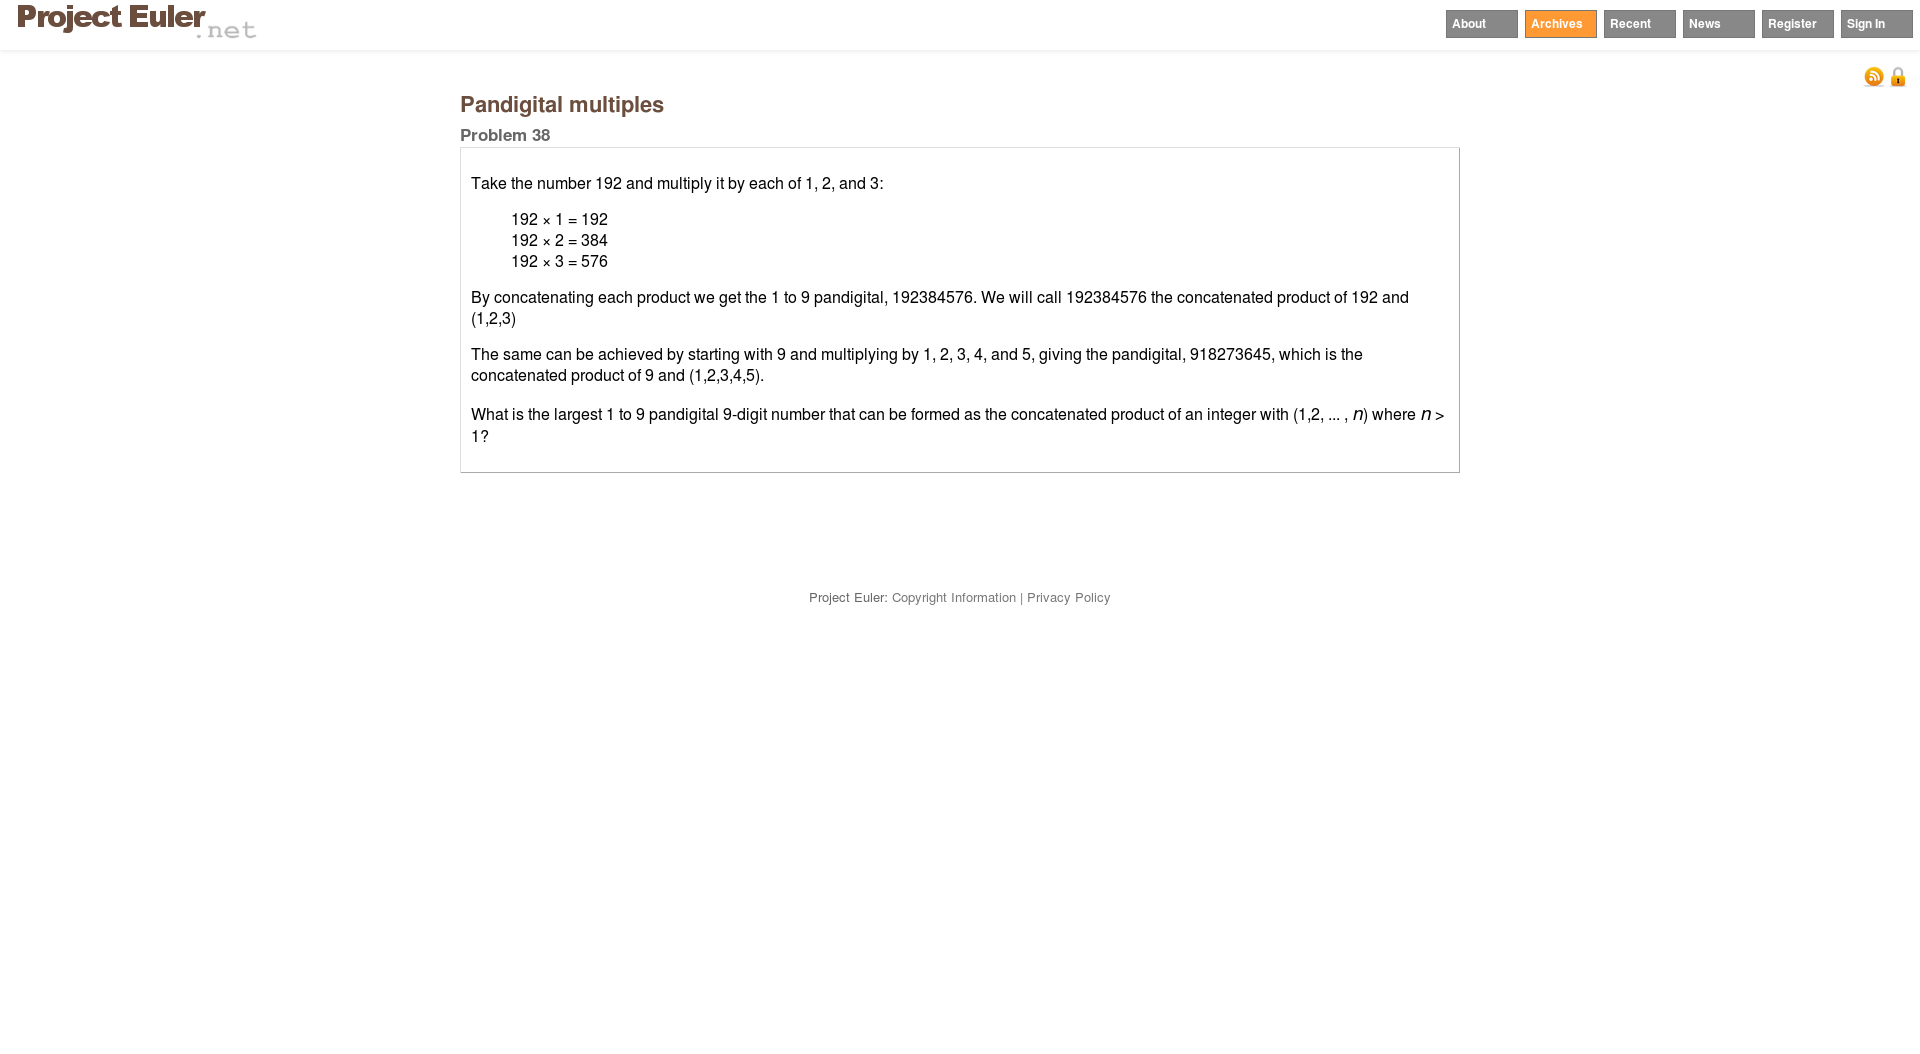 Project Euler.net
About Archives Recent News Register Sign In
Pandigital multiples
Problem 38
Take the number 192 and multiply it by each of 1, 2, and 3:
192 × 1 = 192
192 × 2 = 384
192 × 3 = 576
By concatenating each product we get the 1 to 9 pandigital, 192384576. We will call 192384576 the concatenated product of 192 and
(1,2,3)
The same can be achieved by starting with 9 and multiplying by 1, 2, 3, 4, and 5, giving the pandigital, 918273645, which is the
concatenated product of 9 and (1,2,3,4,5).
What is the largest 1 to 9 pandigital 9-digit number that can be formed as the concatenated product of an integer with (1,2, ... , n) where n >
1?
Project Euler: Copyright Information | Privacy Policy